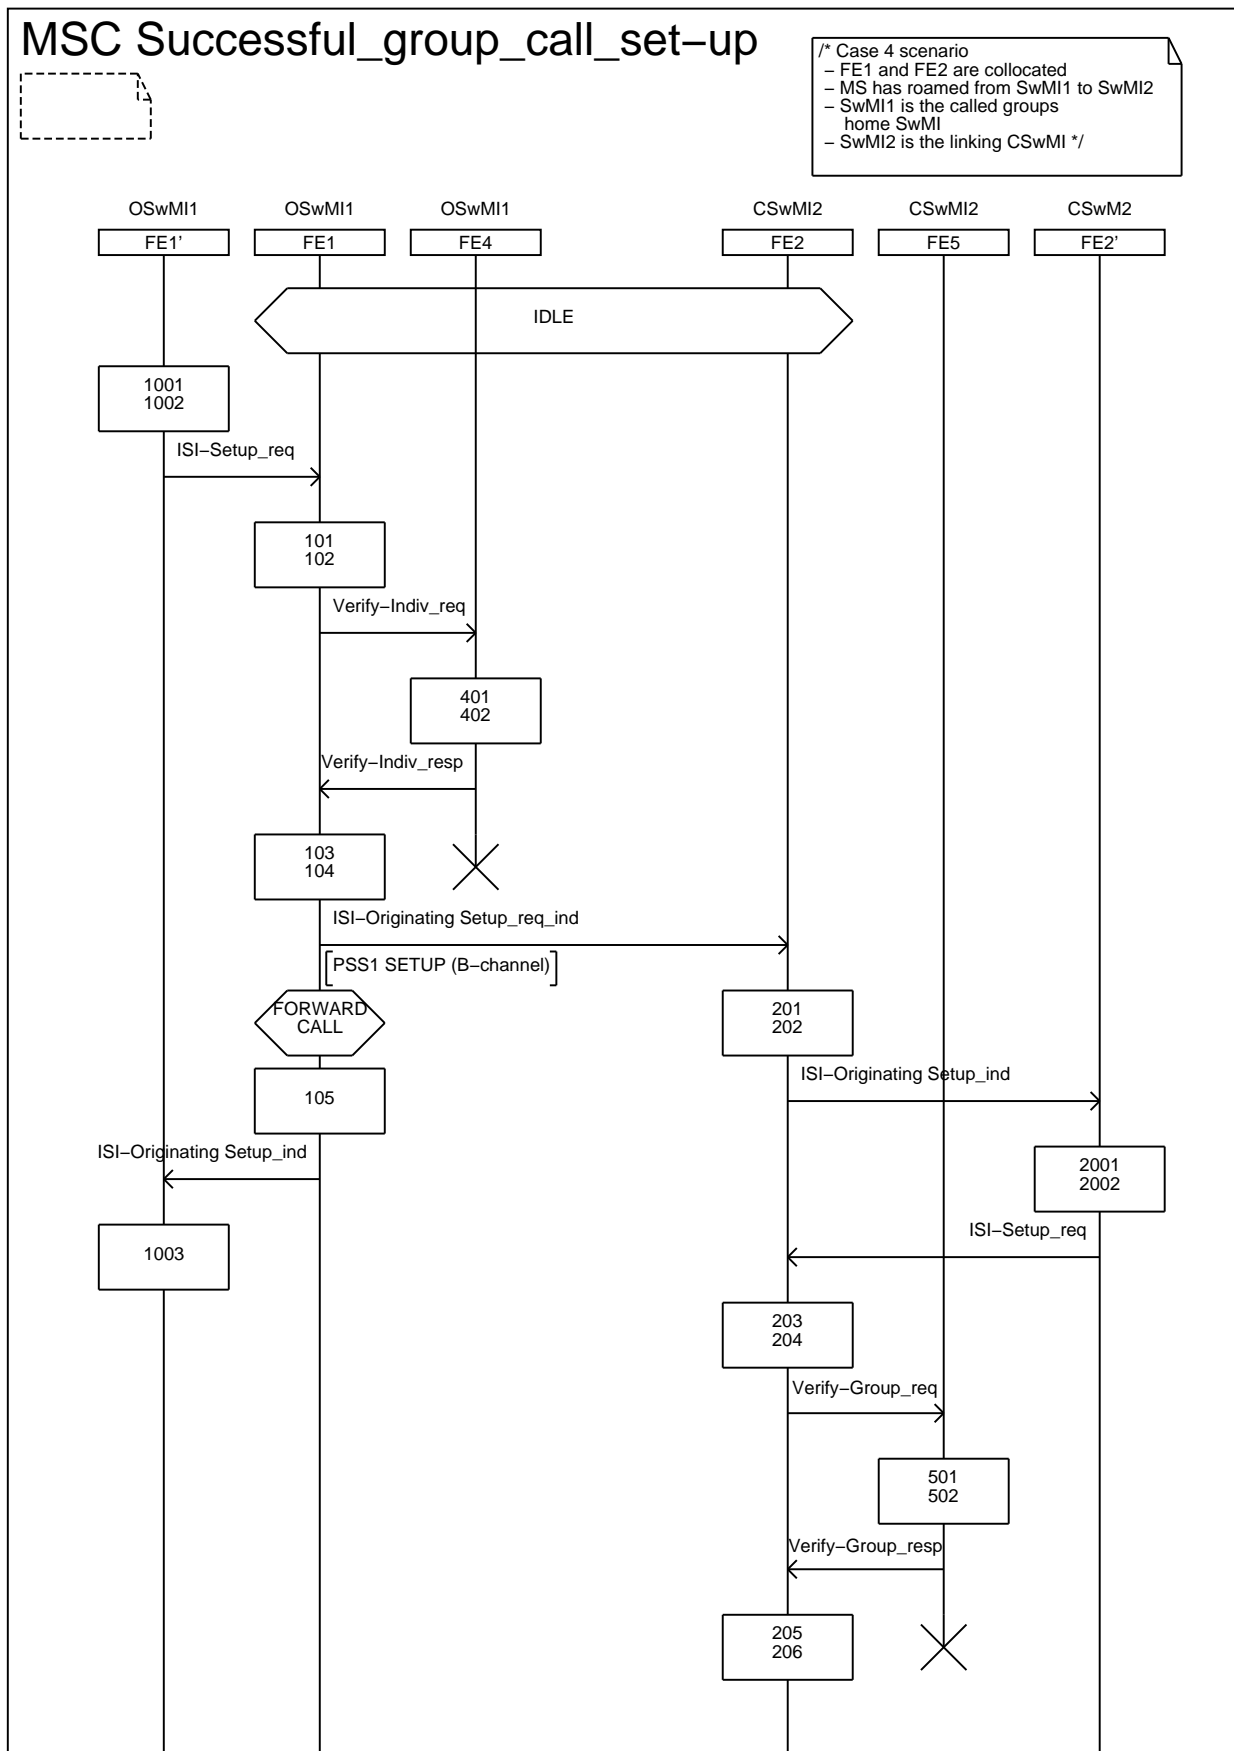 MSC Successful_group_call_set−up
/* Case 4 scenario
− FE1 and FE2 are collocated
− MS has roamed from SwMI1 to SwMI2
− SwMI1 is the called groups
home SwMI
− SwMI2 is the linking CSwMI */
OSwMI1 OSwMI1 OSwMI1 CSwMI2 CSwMI2 CSwM2
FE1' FE1 FE4 FE2 FE5 FE2'
IDLE
1001
1002
ISI−Setup_req
101
102
Verify−Indiv_req
401
402
Verify−Indiv_resp
103
104
ISI−Originating Setup_req_ind
PSS1 SETUP (B−channel)
FORWARD
CALL
201
202
ISI−Originating Setup_ind
105
ISI−Originating Setup_ind
2001
2002
ISI−Setup_req
1003
203
204
Verify−Group_req
501
502
Verify−Group_resp
205
206